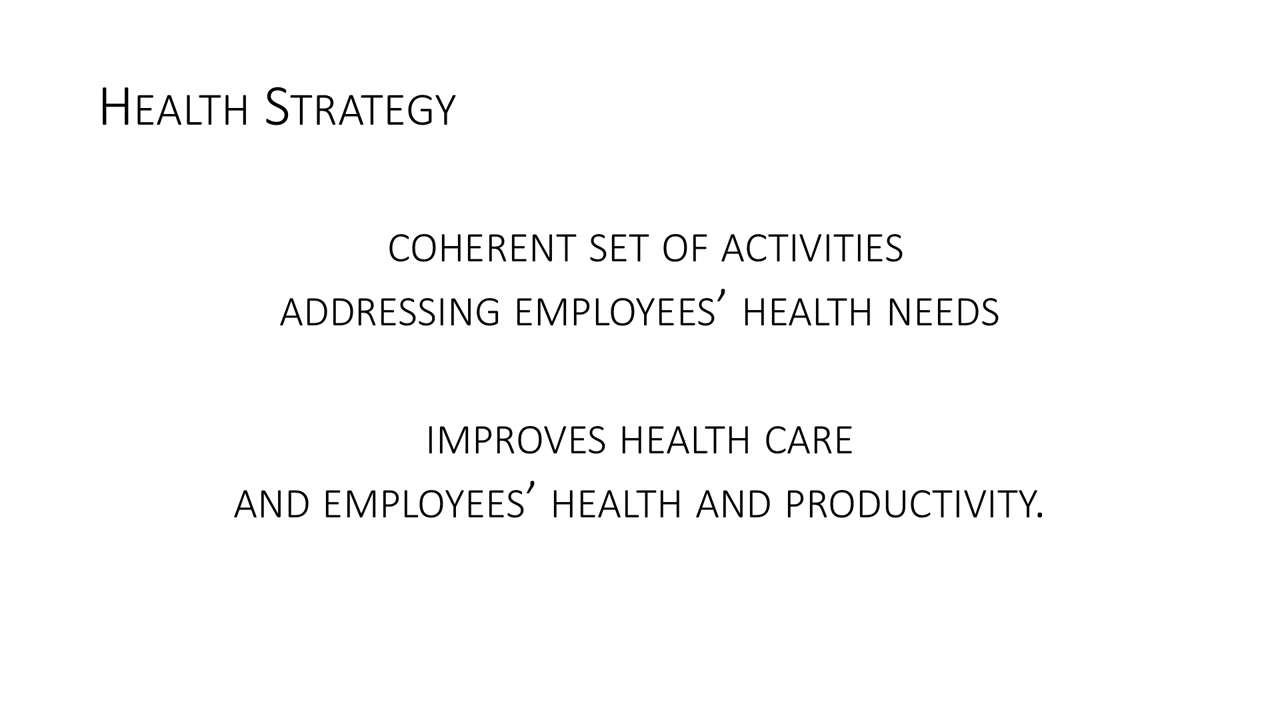 Health Strategy
COHERENT SET OF ACTIVITIES
ADDRESSING EMPLOYEES’ HEALTH NEEDS
IMPROVES HEALTH CARE
AND EMPLOYEES’ HEALTH AND PRODUCTIVITY.